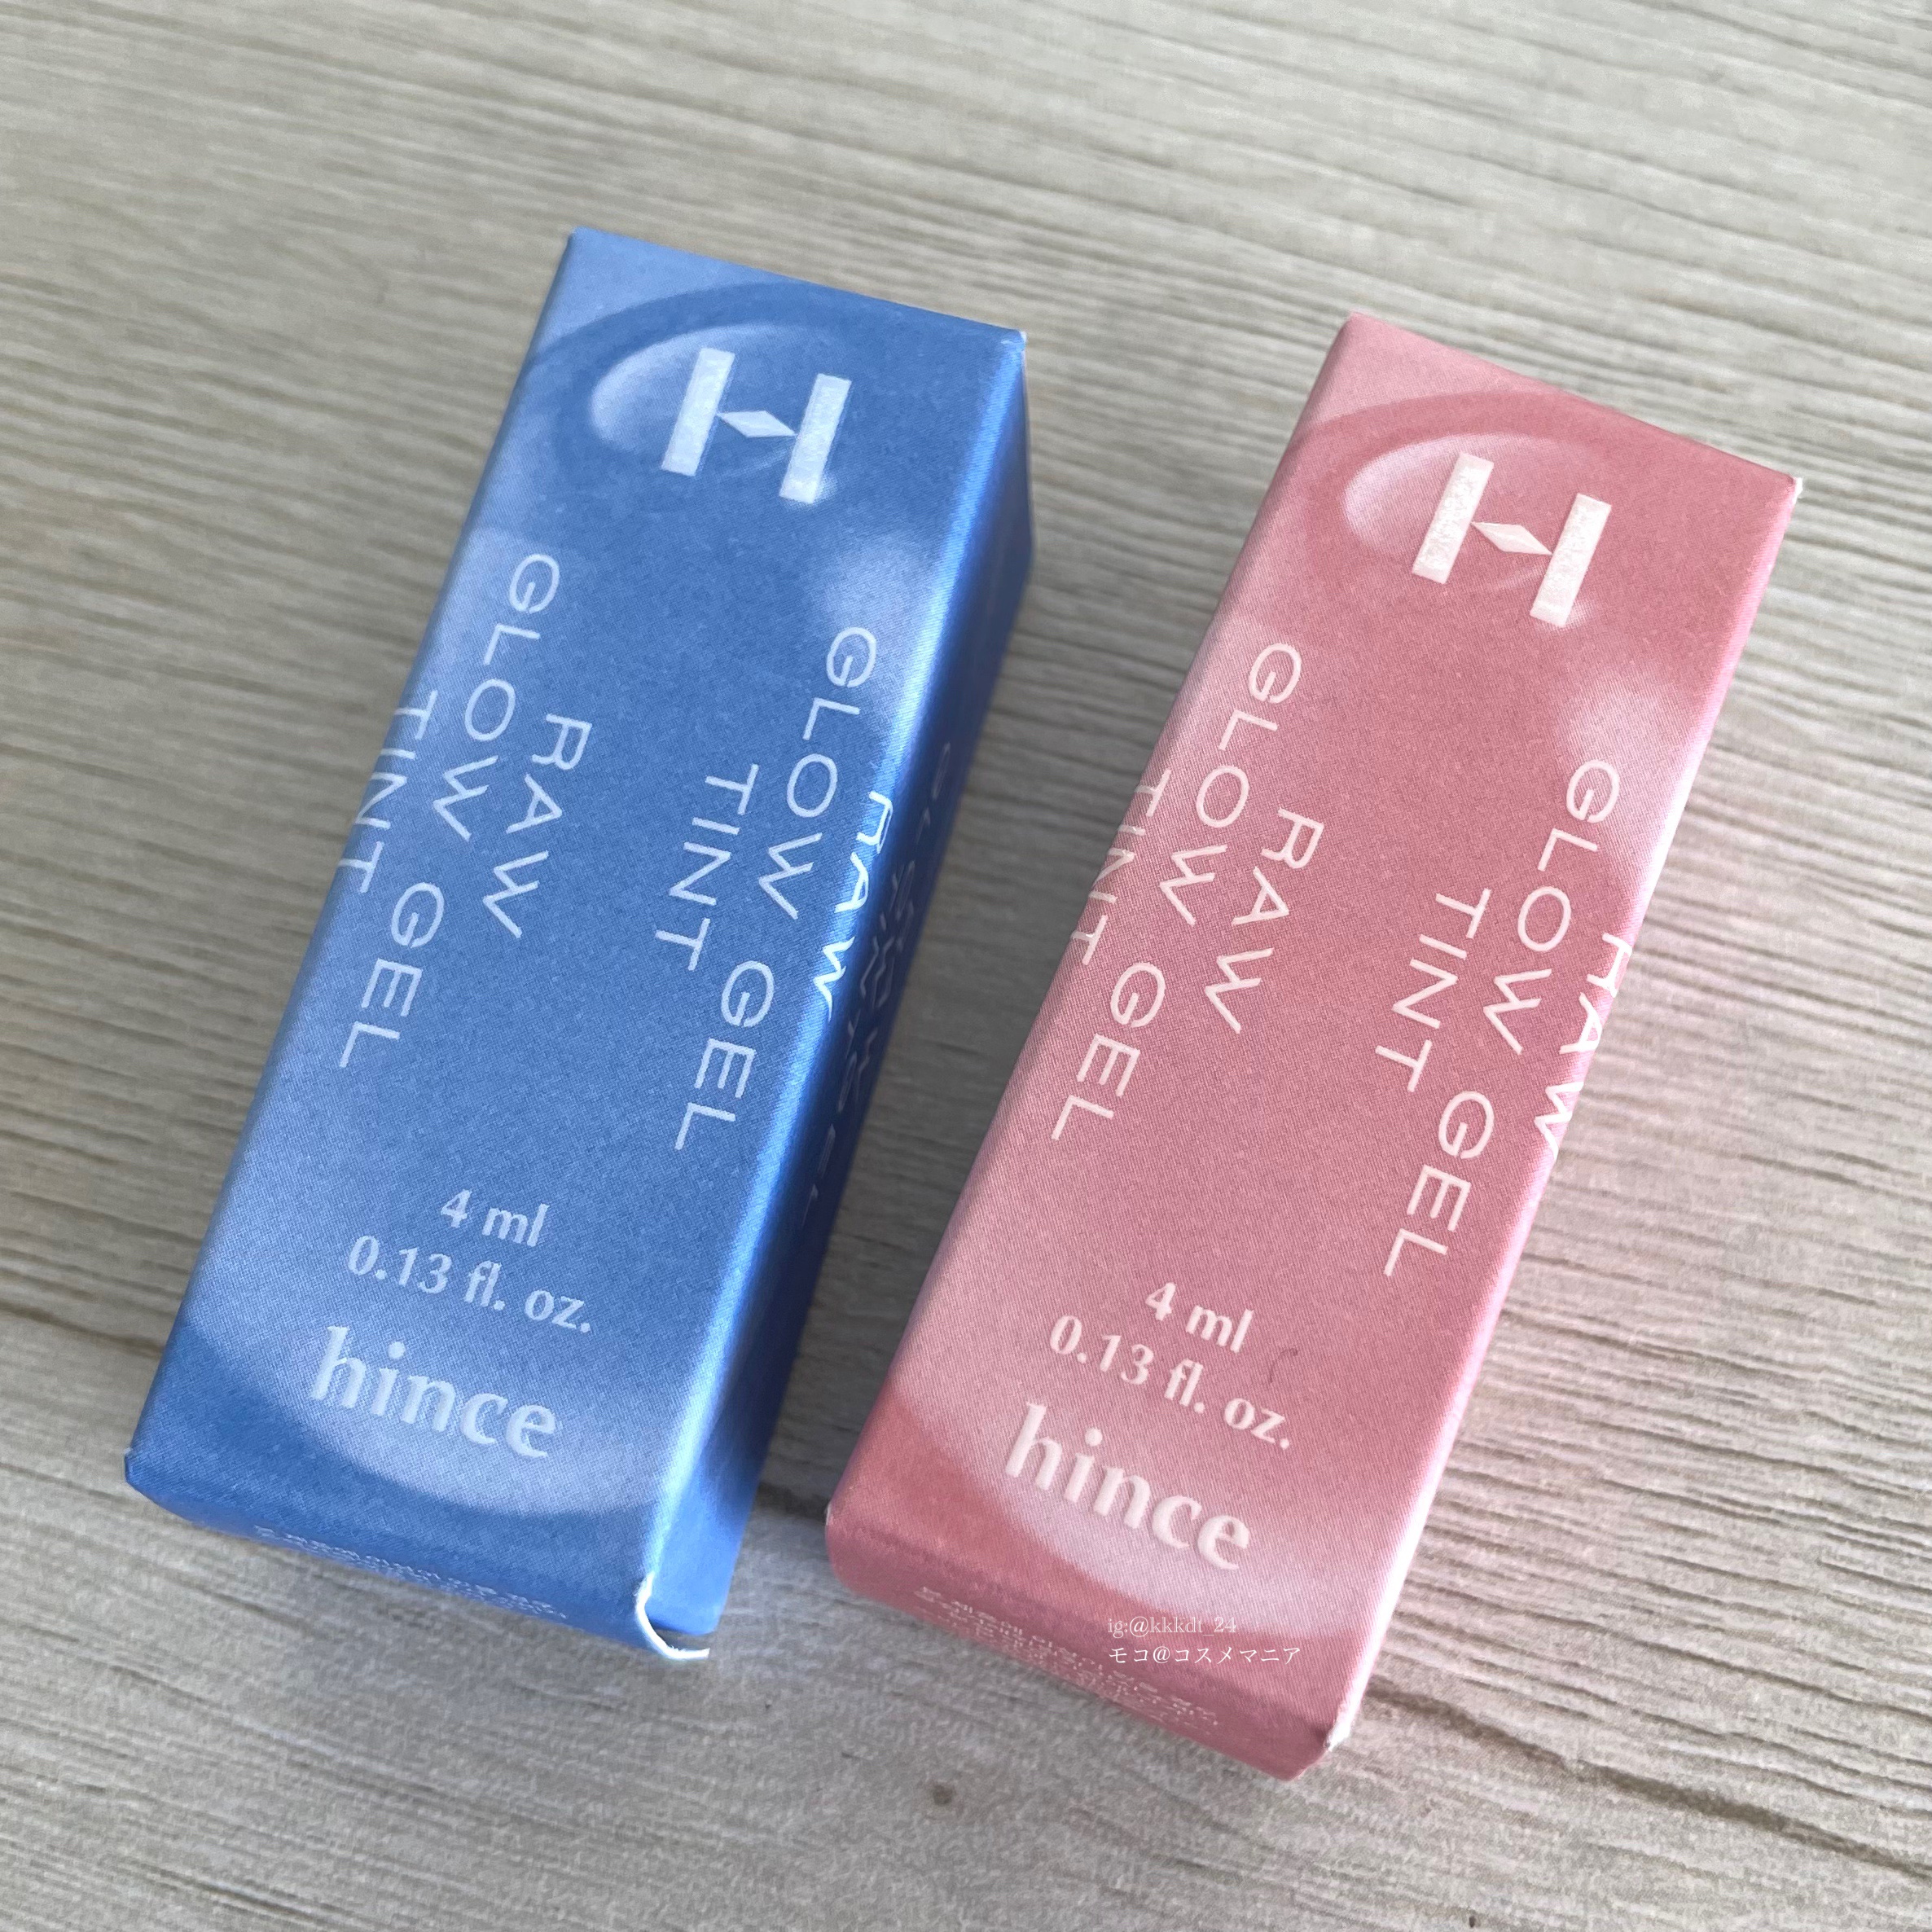 H
RAW
GLOW
TINT GEL
RAW
GLOW
TINT GEL
4 ml
0.13 fl. oz.
hince
H
RAW
GLOW
TINT GEL
RAW
GLOW
TINT GEL
4 ml
0.13 fl. oz.
hince
ig:@kkkdt_24
モコ@コスメマニア